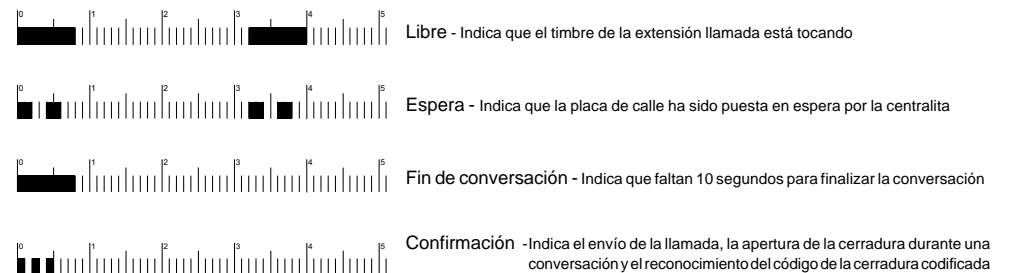 0 1 2 3 4 5
Libre - Indica que el timbre de la extensión llamada está tocando
0 1 2 3 4 5
Espera - Indica que la placa de calle ha sido puesta en espera por la centralita
0 1 2 3 4 5
Fin de conversación - Indica que faltan 10 segundos para finalizar la conversación
0 1 2 3 4 5
Confirmación - Indica el envío de la llamada, la apertura de la cerradura durante una
conversación y el reconocimiento del código de la cerradura codificada